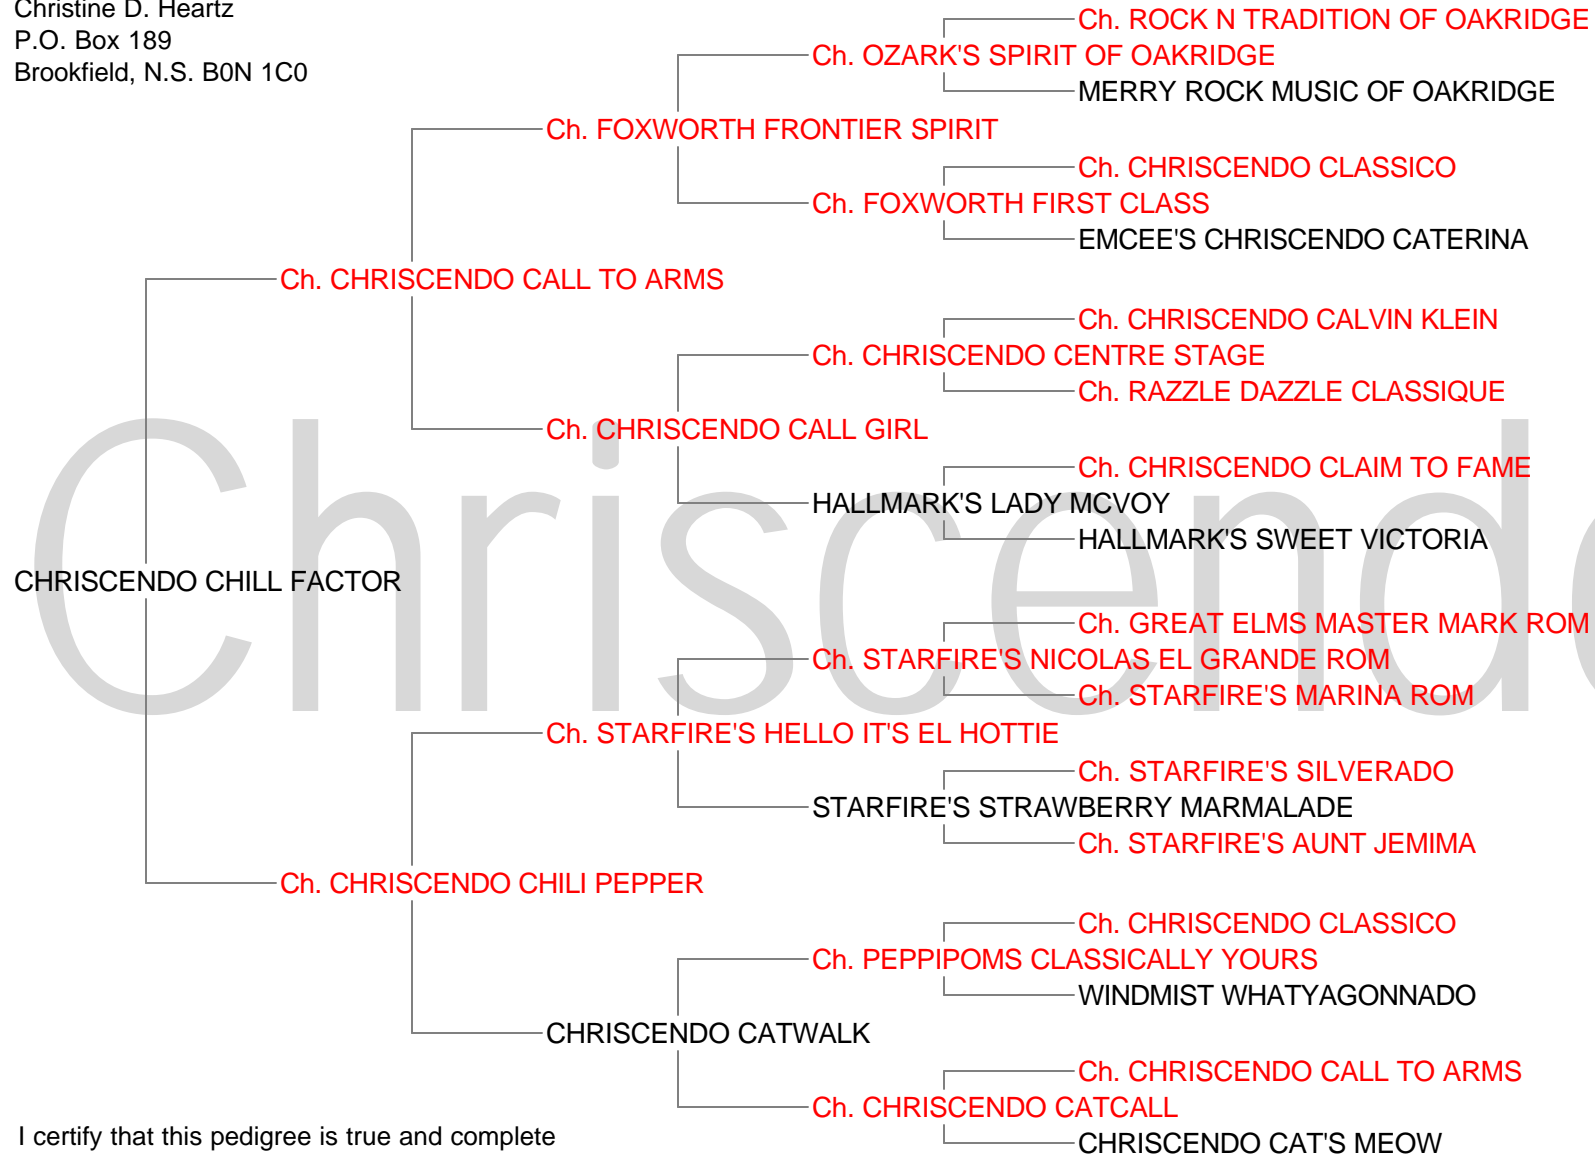 Christine D. Heartz
P.O. Box 189
Brookfield, N.S. B0N 1C0
Ch. ROCK N TRADITION OF OAKRIDGE
Ch. OZARK'S SPIRIT OF OAKRIDGE
MERRY ROCK MUSIC OF OAKRIDGE
Ch. FOXWORTH FRONTIER SPIRIT
Ch. CHRISCENDO CLASSICO
Ch. FOXWORTH FIRST CLASS
EMCEE'S CHRISCENDO CATERINA
Ch. CHRISCENDO CALL TO ARMS
Ch. CHRISCENDO CALVIN KLEIN
Ch. CHRISCENDO CENTRE STAGE
Ch. RAZZLE DAZZLE CLASSIQUE
Ch. CHRISCENDO CALL GIRL
Ch. CHRISCENDO CLAIM TO FAME
HALLMARK'S LADY MCVOY
HALLMARK'S SWEET VICTORIA
CHRISCENDO CHILL FACTOR
Chriscendo
Ch. GREAT ELMS MASTER MARK ROM
Ch. STARFIRE'S NICOLAS EL GRANDE ROM
Ch. STARFIRE'S MARINA ROM
Ch. STARFIRE'S HELLO IT'S EL HOTTIE
Ch. STARFIRE'S SILVERADO
STARFIRE'S STRAWBERRY MARMALADE
Ch. STARFIRE'S AUNT JEMIMA
Ch. CHRISCENDO CHILI PEPPER
Ch. CHRISCENDO CLASSICO
Ch. PEPPIPOMS CLASSICALLY YOURS
WINDMIST WHATYAGONNADO
CHRISCENDO CATWALK
Ch. CHRISCENDO CALL TO ARMS
Ch. CHRISCENDO CATCALL
CHRISCENDO CAT'S MEOW
I certify that this pedigree is true and complete